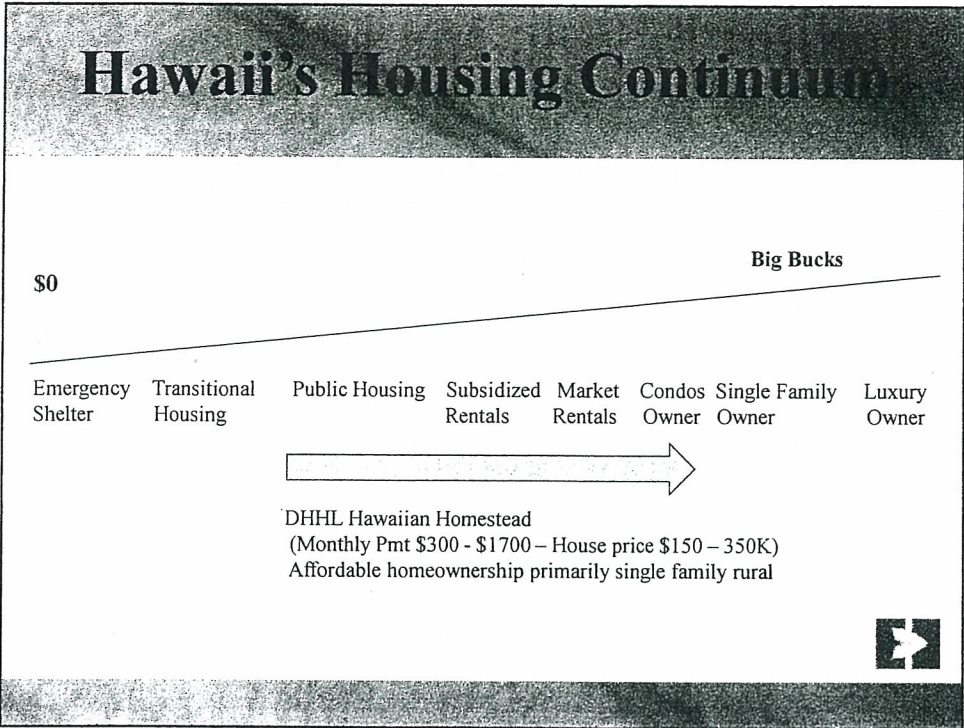 Hawaii's Housing Continuum
Big Bucks
$0
Emergency Transitional Public Housing Subsidized Market Condos Single Family Luxury
Shelter Housing Rentals Rentals Owner Owner Owner
DHHL Hawaiian Homestead
(Monthly Pmt $300 - $1700 – House price $150 – 350K)
Affordable homeownership primarily single family rural